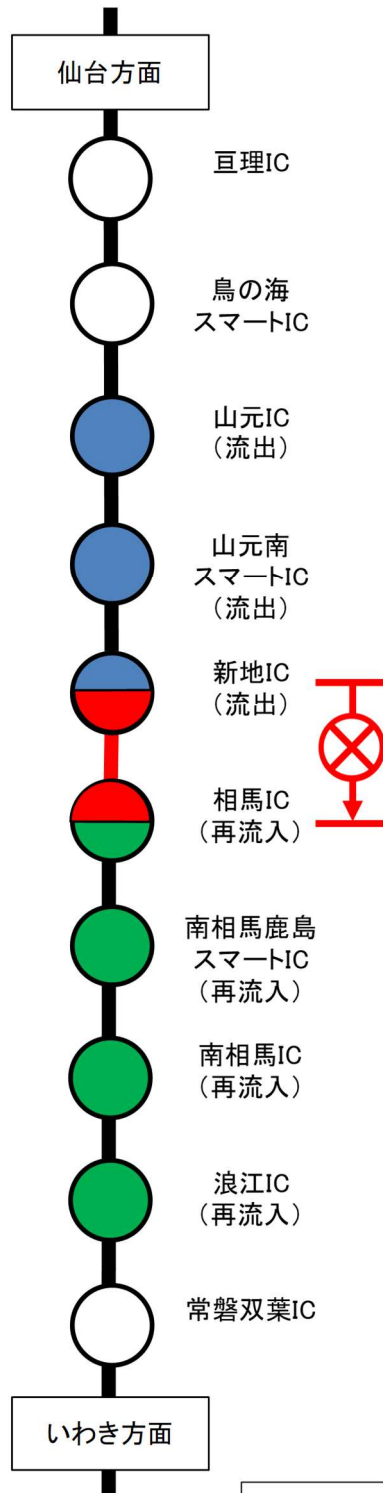 仙台方面
亘理IC
鳥の海
スマートIC
山元IC
（流出）
山元南
スマートIC
（流出）
新地IC
（流出）
相馬IC
（再流入）
南相馬鹿島
スマートIC
（再流入）
南相馬IC
（再流入）
浪江IC
（再流入）
常磐双葉IC
いわき方面